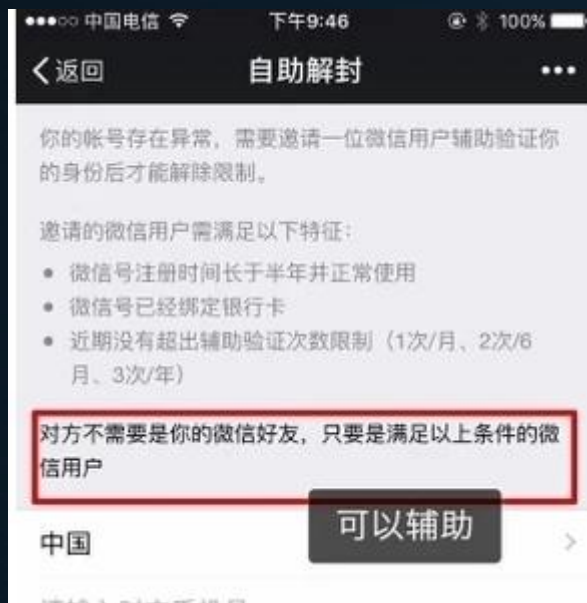 中国电信 下午9:46 100%
返回 自助解封
你的帐号存在异常，需要邀请一位微信用户辅助验证你
的身份后才能解除限制。
邀请的微信用户需满足以下特征：
微信号注册时间长于半年并正常使用
微信号已经绑定银行卡
近期没有超出辅助验证次数限制（1次/月、2次/6
月、3次/年）
对方不需要是你的微信好友，只要是满足以上条件的微
信用户
可以辅助
中国